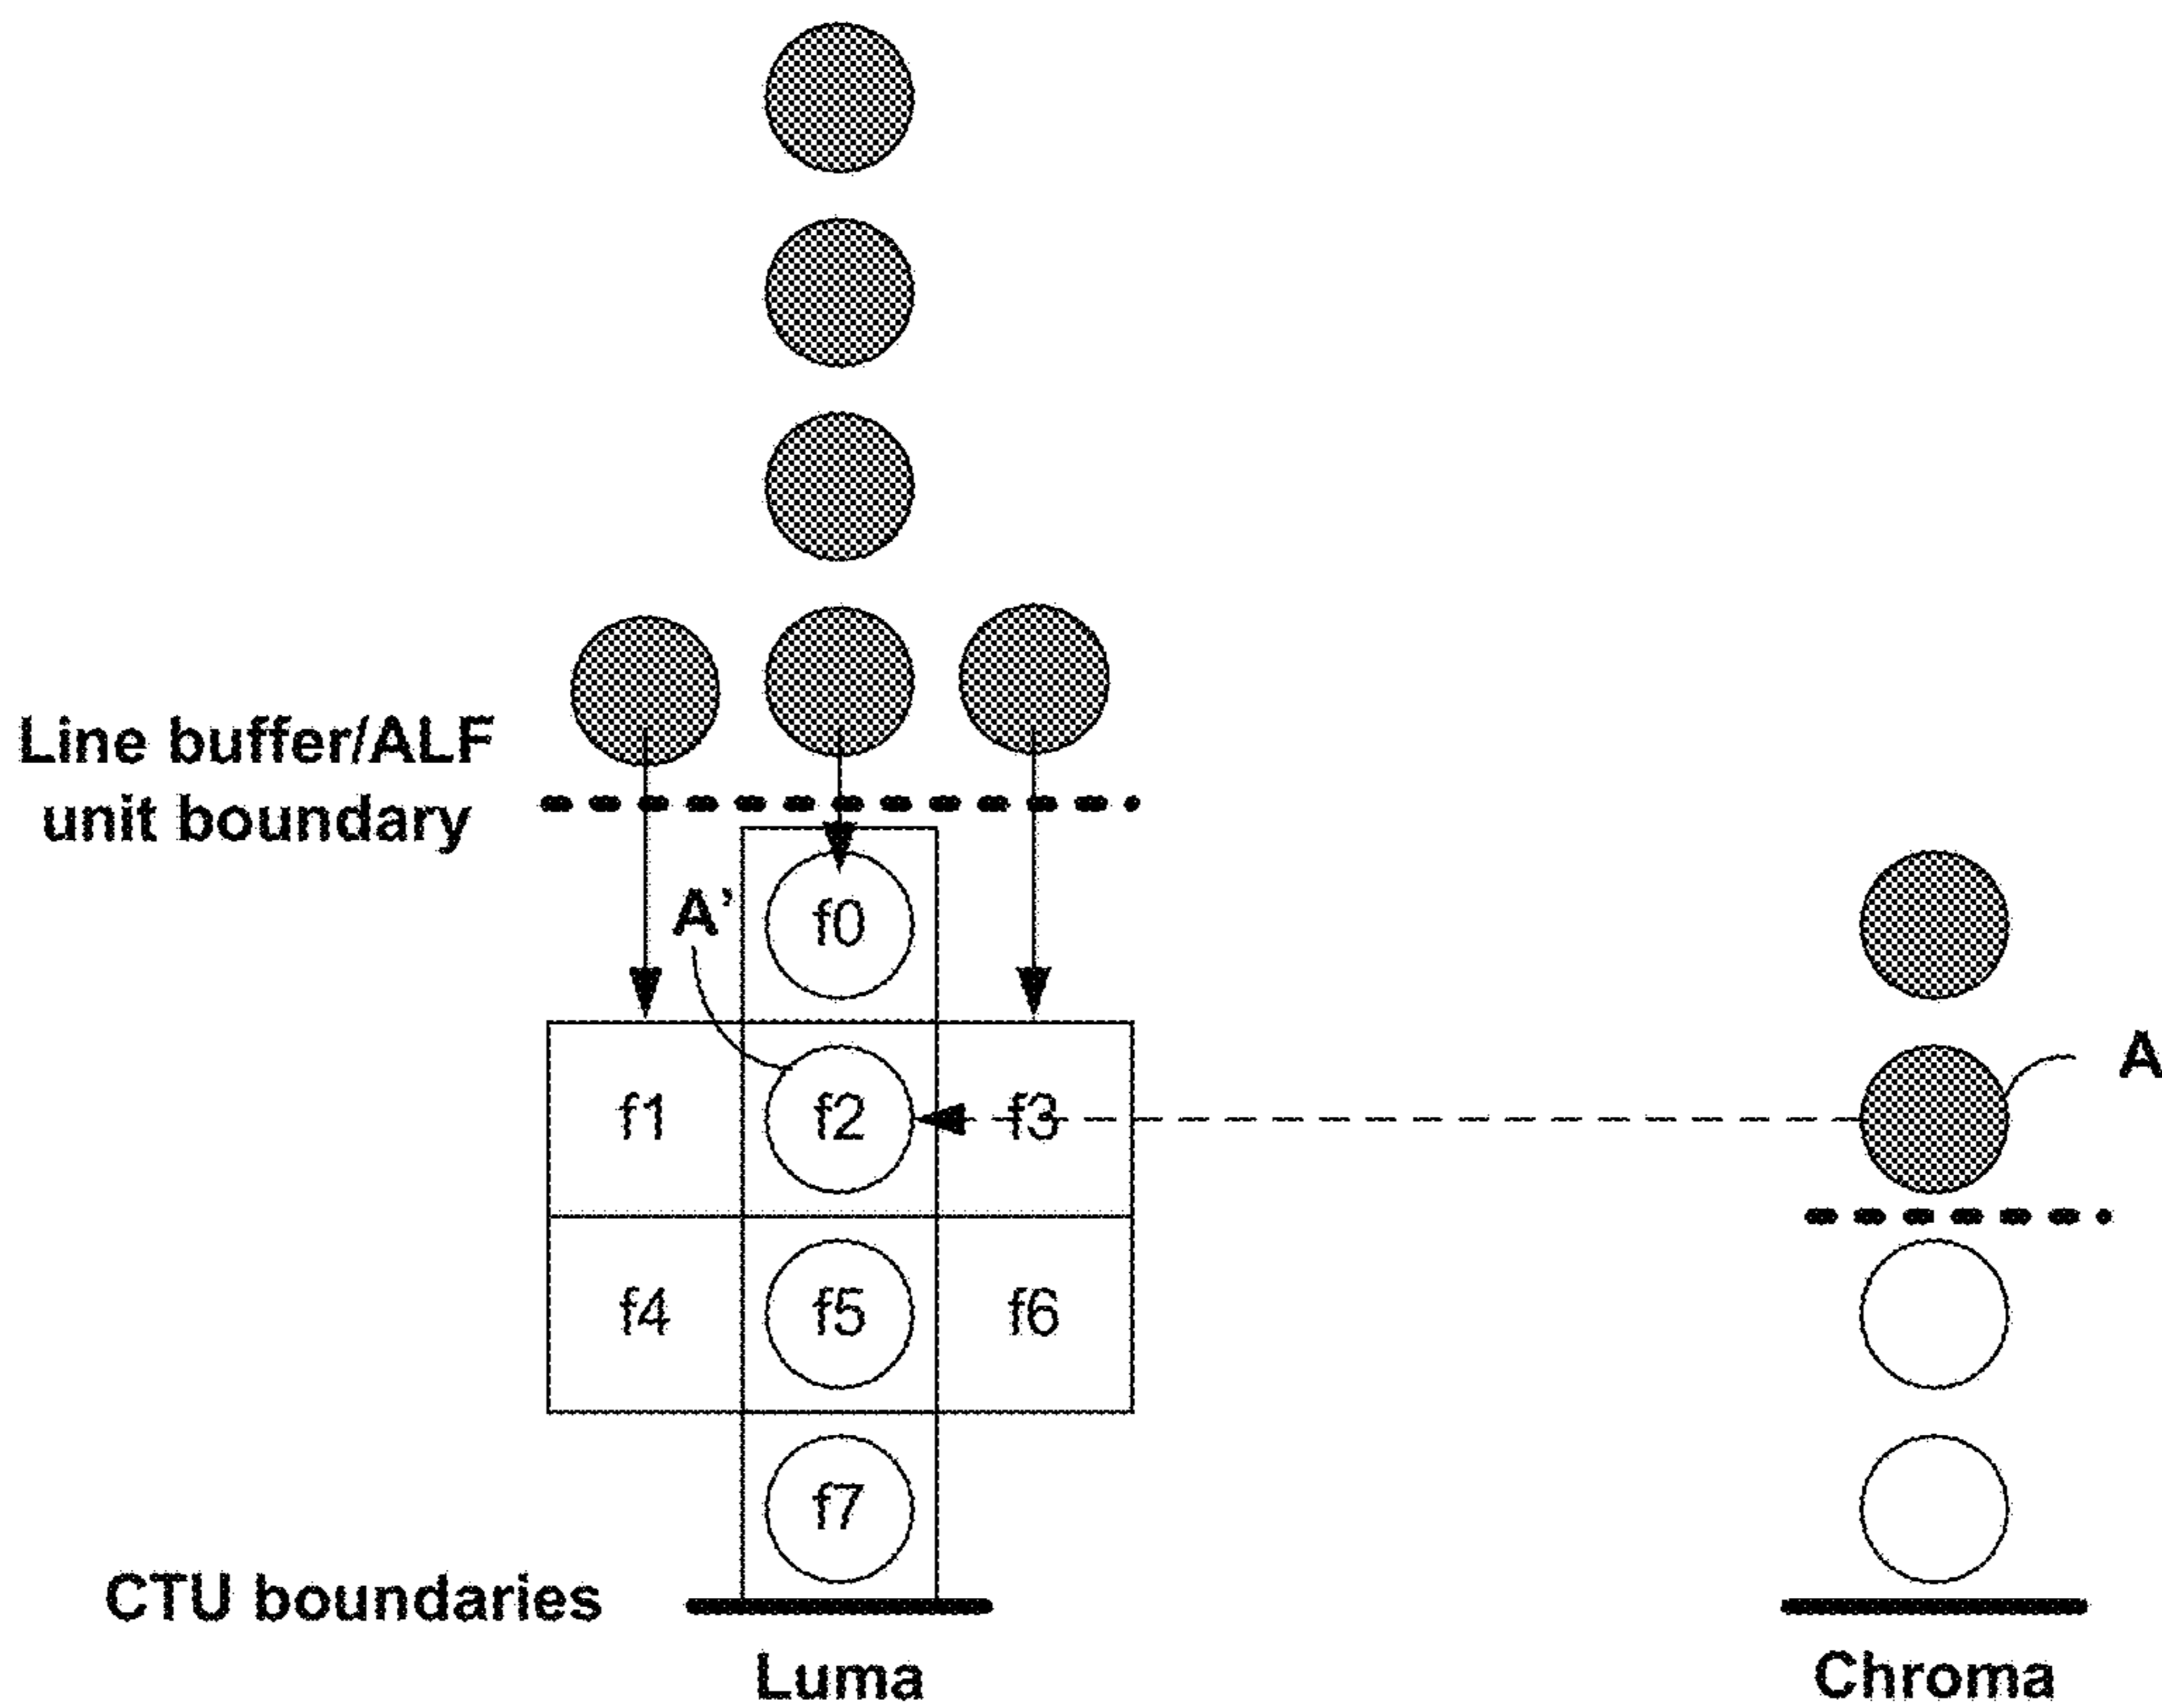 Line buffer/ALF
unit boundary
A’
f0
A
f1 f2 f3
f4 f5 f6
f7
CTU boundaries
Luma
Chroma